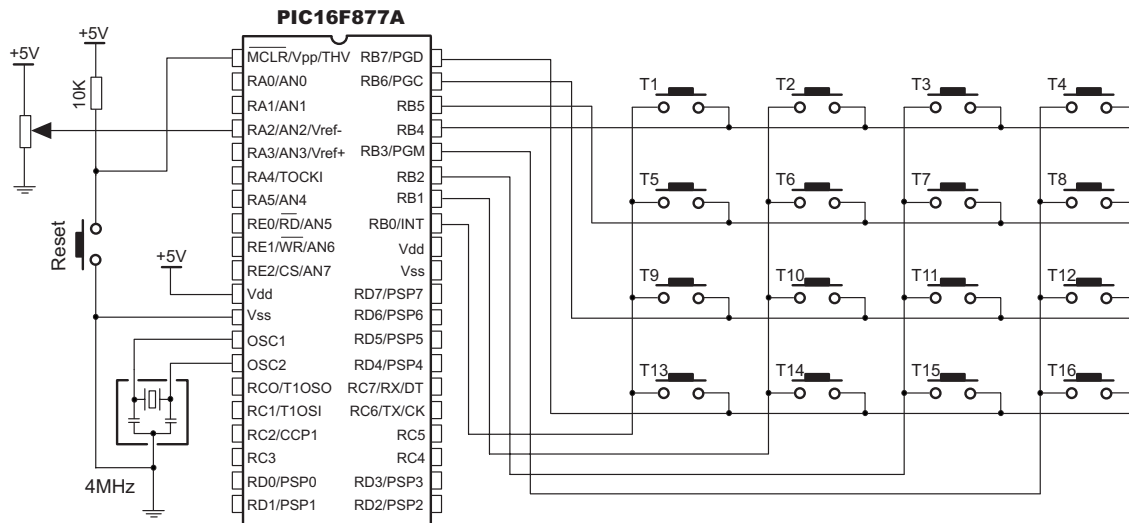 PIC16F877A
+5V
+5V
10K
Reset
+5V
4MHz
MCLR/Vpp/THV
RA0/AN0
RA1/AN1
RA2/AN2/Vref-
RA3/AN3/Vref+
RA4/TOCKI
RA5/AN4
RE0/RD/AN5
RE1/WR/AN6
RE2/CS/AN7
Vdd
Vss
OSC1
OSC2
RCO/T1OSO
RC1/T1OSI
RC2/CCP1
RC3
RD0/PSP0
RD1/PSP1
RB7/PGD
RB6/PGC
RB5
RB4
RB3/PGM
RB2
RB1
RB0/INT
Vdd
Vss
RD7/PSP7
RD6/PSP6
RD5/PSP5
RD4/PSP4
RC7/RX/DT
RC6/TX/CK
RC5
RC4
RD3/PSP3
RD2/PSP2
T1
T2
T3
T4
T5
T6
T7
T8
T9
T10
T11
T12
T13
T14
T15
T16